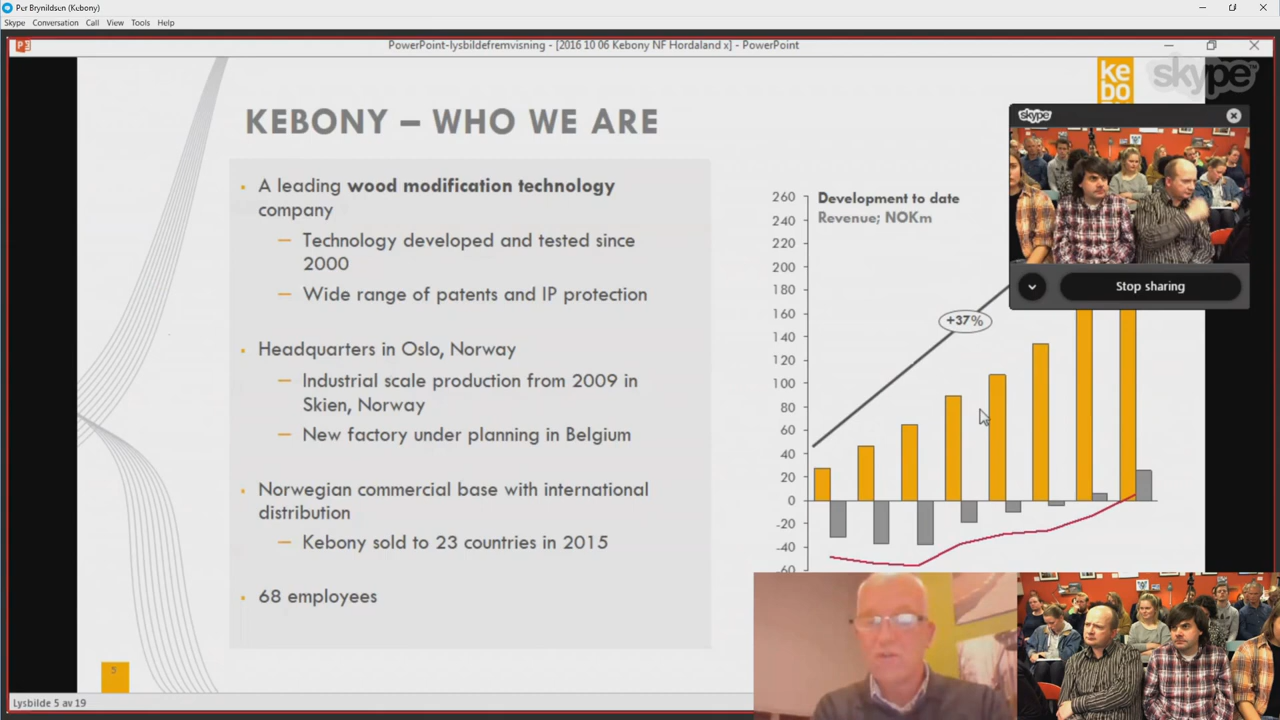 Per Brynildsen (Kebony)
Skype Conversation Call View Tools Help
PowerPoint-lysbildefremvisning - [2016 10 06 Kebony NF Hordaland x] - PowerPoint
ke
bo
skype™
skype
KEBONY – WHO WE ARE
A leading wood modification technology
company
– Technology developed and tested since
2000
– Wide range of patents and IP protection
Headquarters in Oslo, Norway
– Industrial scale production from 2009 in
Skien, Norway
– New factory under planning in Belgium
Norwegian commercial base with international
distribution
– Kebony sold to 23 countries in 2015
68 employees
Development to date
Revenue; NOKm
260
240
220
200
180
160
140
120
100
80
60
40
20
0
-20
-40
-60
+37%
Stop sharing
5
Lysbilde 5 av 19